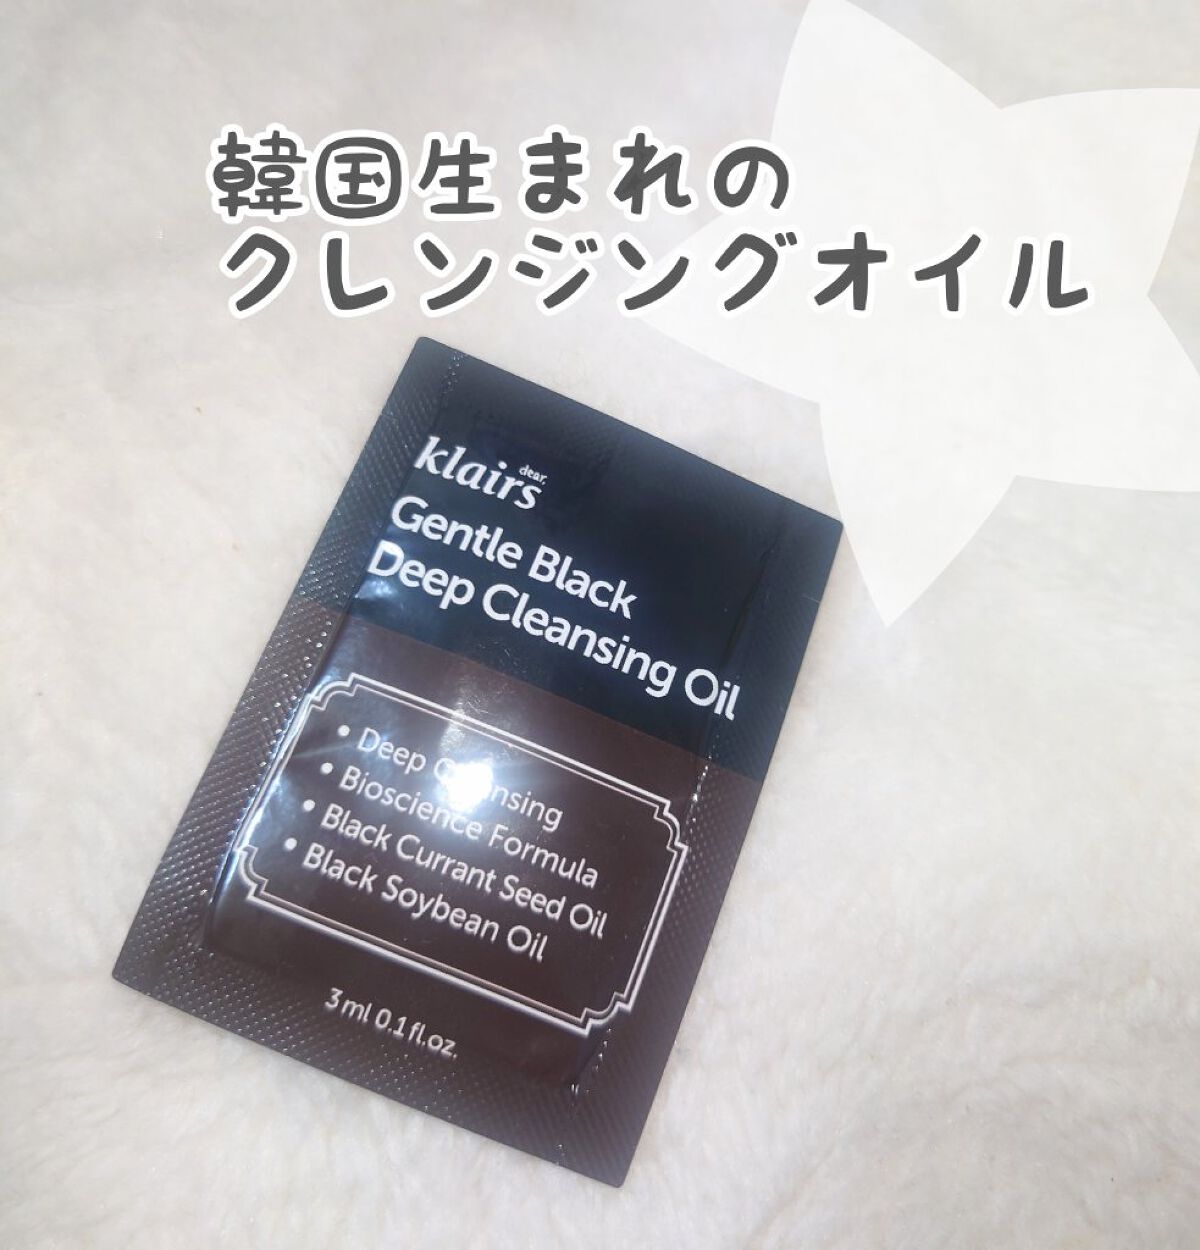 韓国生まれの
クレンジングオイル
dear,
klairs
Gentle Black
Deep Cleansing Oil
• Deep Cleansing
• Bioscience Formula
• Black Currant Seed Oil
• Black Soybean Oil
3 ml 0.1 fl.oz.